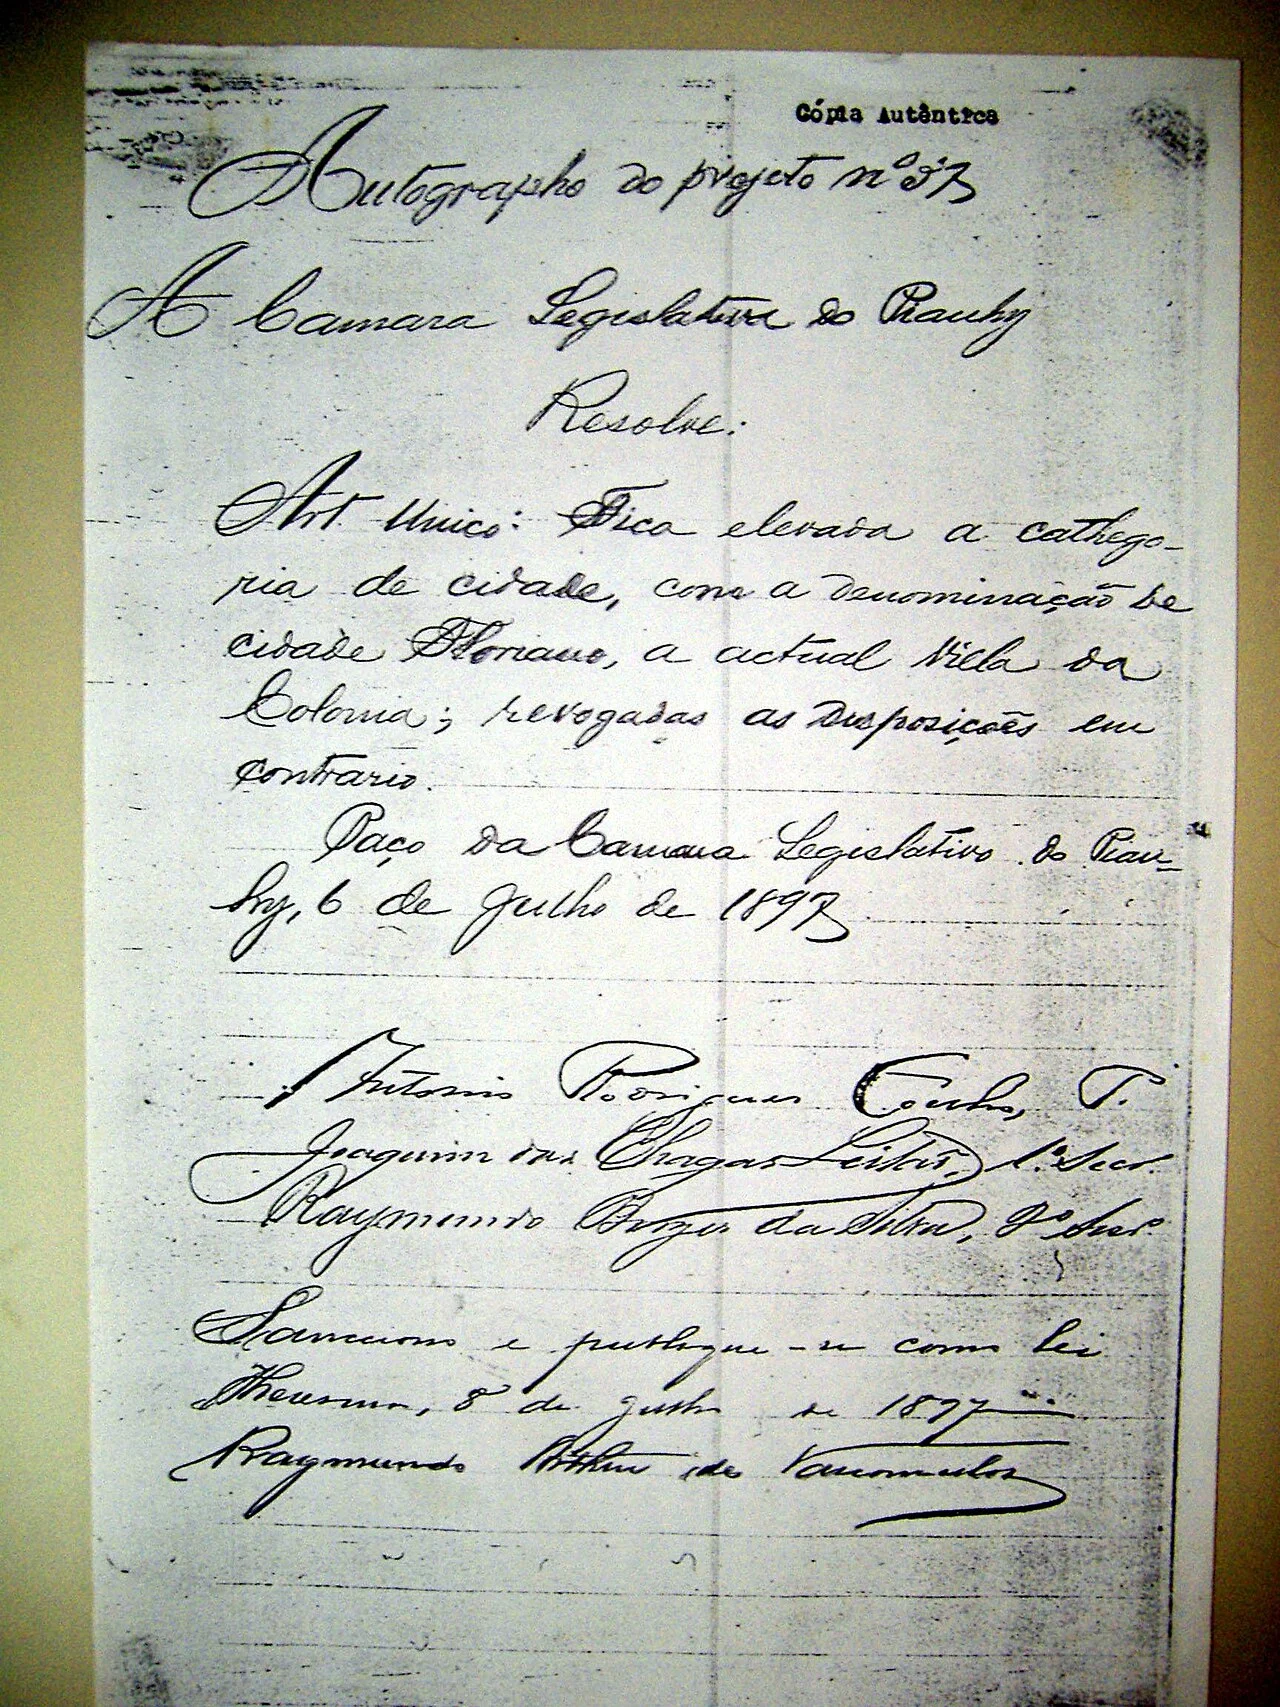 Cópia Autêntica
Autographo do projeto nº 37
A Camara Legislativa do Piauhy
Resolve:
Art. Unico: Fica elevada a cathego-
ria de cidade, com a denominação de
cidade Floriano, a actual Villa da
Colonia; revogadas as disposições em
contrario.
Paço da Camara Legislativa do Piau-
hy, 6 de Julho de 1897
Antonio Rodrigues Coelho, P.
Joaquim das Chagas Leitão, 1º Secr.
Raymundo Borges da Silva, 2º Secrº
Sancciono e publique-se como lei
Theresina, 8 de Julho de 1897
Raymundo Arthur de Vasconcellos